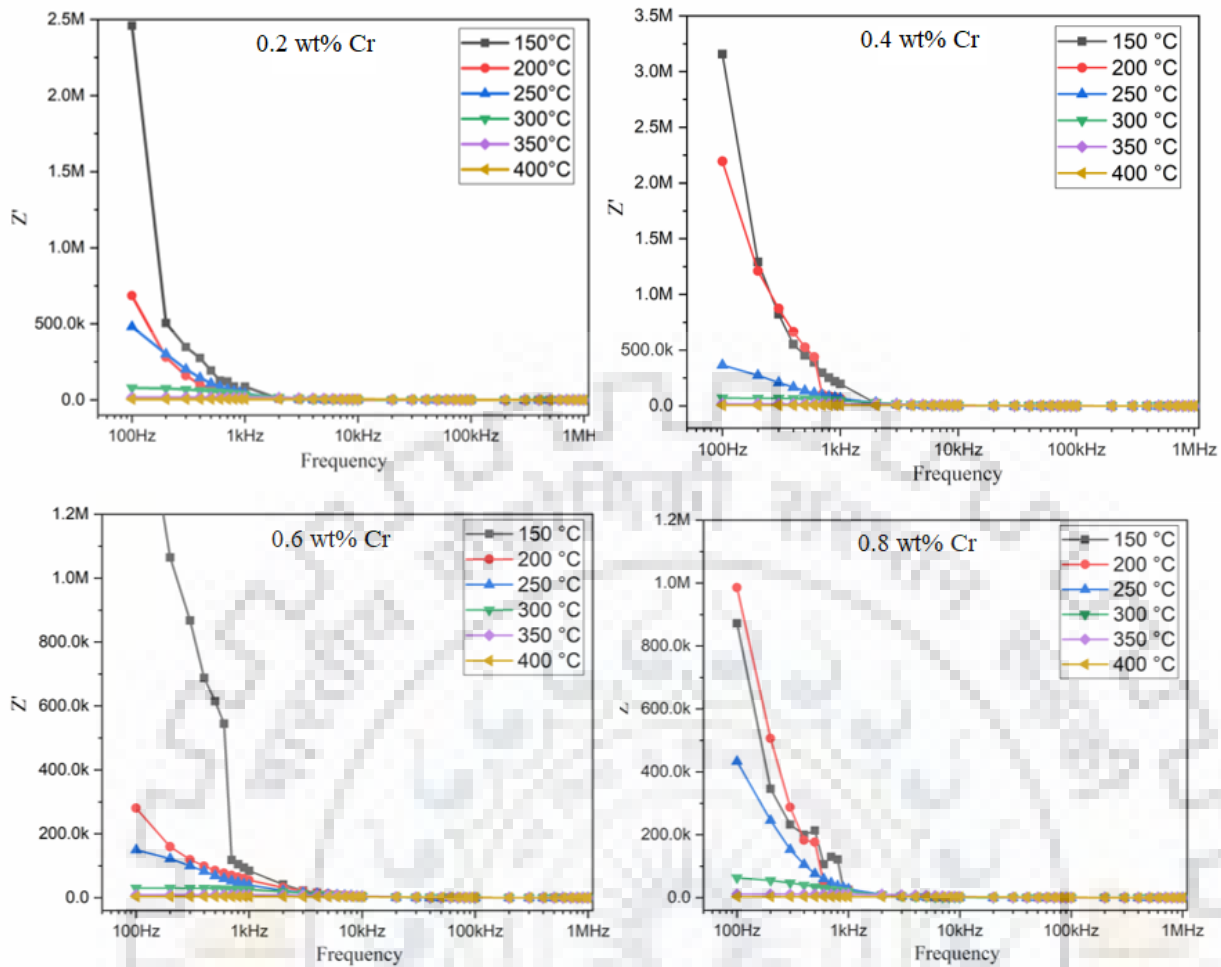 0.2 wt% Cr
150°C
200°C
250°C
300°C
350°C
400°C
2.5M
2.0M
1.5M
1.0M
500.0k
0.0
Z'
100Hz
1kHz
10kHz
100kHz
1MHz
Frequency
0.4 wt% Cr
150 °C
200 °C
250 °C
300 °C
350 °C
400 °C
3.5M
3.0M
2.5M
2.0M
1.5M
1.0M
500.0k
0.0
Z'
100Hz
1kHz
10kHz
100kHz
1MHz
Frequency
0.6 wt% Cr
150 °C
200 °C
250 °C
300 °C
350 °C
400 °C
1.2M
1.0M
800.0k
600.0k
400.0k
200.0k
0.0
Z'
100Hz
1kHz
10kHz
100kHz
1MHz
Frequency
0.8 wt% Cr
150 °C
200 °C
250 °C
300 °C
350 °C
400 °C
1.2M
1.0M
800.0k
600.0k
400.0k
200.0k
0.0
100Hz
1kHz
10kHz
100kHz
1MHz
Frequency